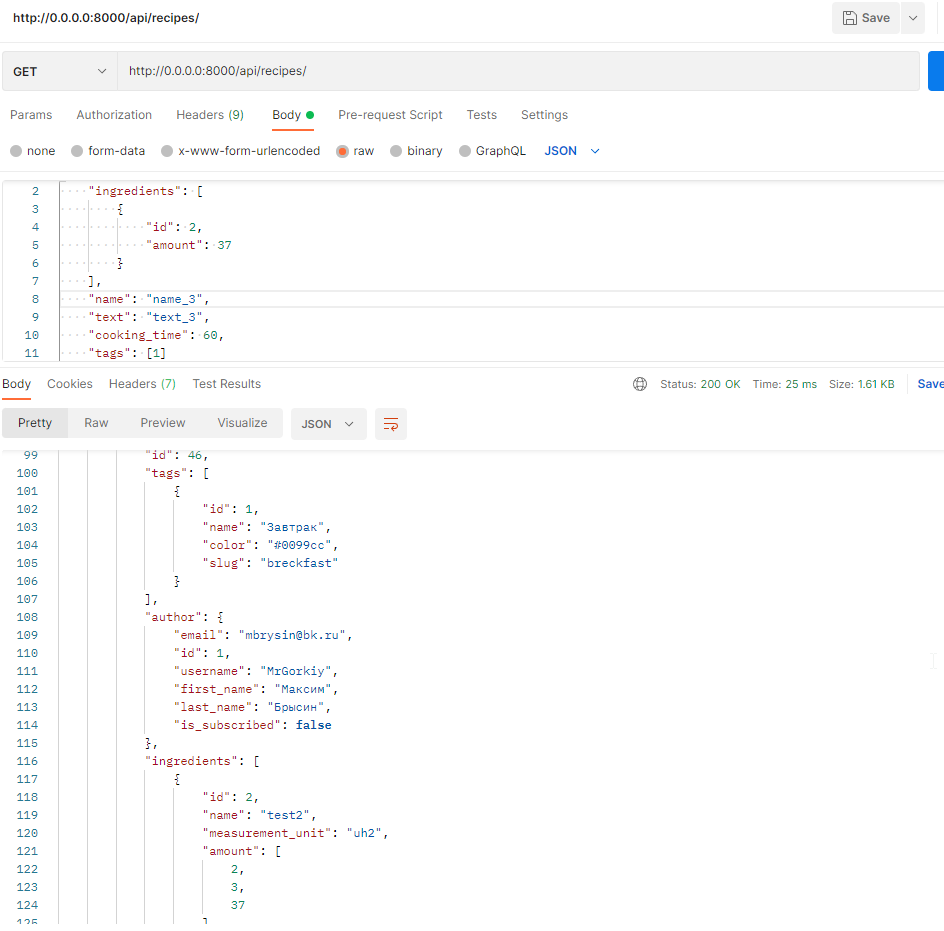 http://0.0.0.0:8000/api/recipes/
Save
GET
http://0.0.0.0:8000/api/recipes/
Params Authorization Headers (9) Body Pre-request Script Tests Settings
none form-data x-www-form-urlencoded raw binary GraphQL JSON
2 "ingredients": [
3 {
4 "id": 2,
5 "amount": 37
6 }
7 ],
8 "name": "name_3",
9 "text": "text_3",
10 "cooking_time": 60,
11 "tags": [1]
Body Cookies Headers (7) Test Results Status: 200 OK Time: 25 ms Size: 1.61 KB Save
Pretty Raw Preview Visualize JSON
99 "id": 46,
100 "tags": [
101 {
102 "id": 1,
103 "name": "Завтрак",
104 "color": "#0099cc",
105 "slug": "breckfast"
106 }
107 ],
108 "author": {
109 "email": "mbrysin@bk.ru",
110 "id": 1,
111 "username": "MrGorkiy",
112 "first_name": "Максим",
113 "last_name": "Брысин",
114 "is_subscribed": false
115 },
116 "ingredients": [
117 {
118 "id": 2,
119 "name": "test2",
120 "measurement_unit": "uh2",
121 "amount": [
122 2,
123 3,
124 37
125 ]